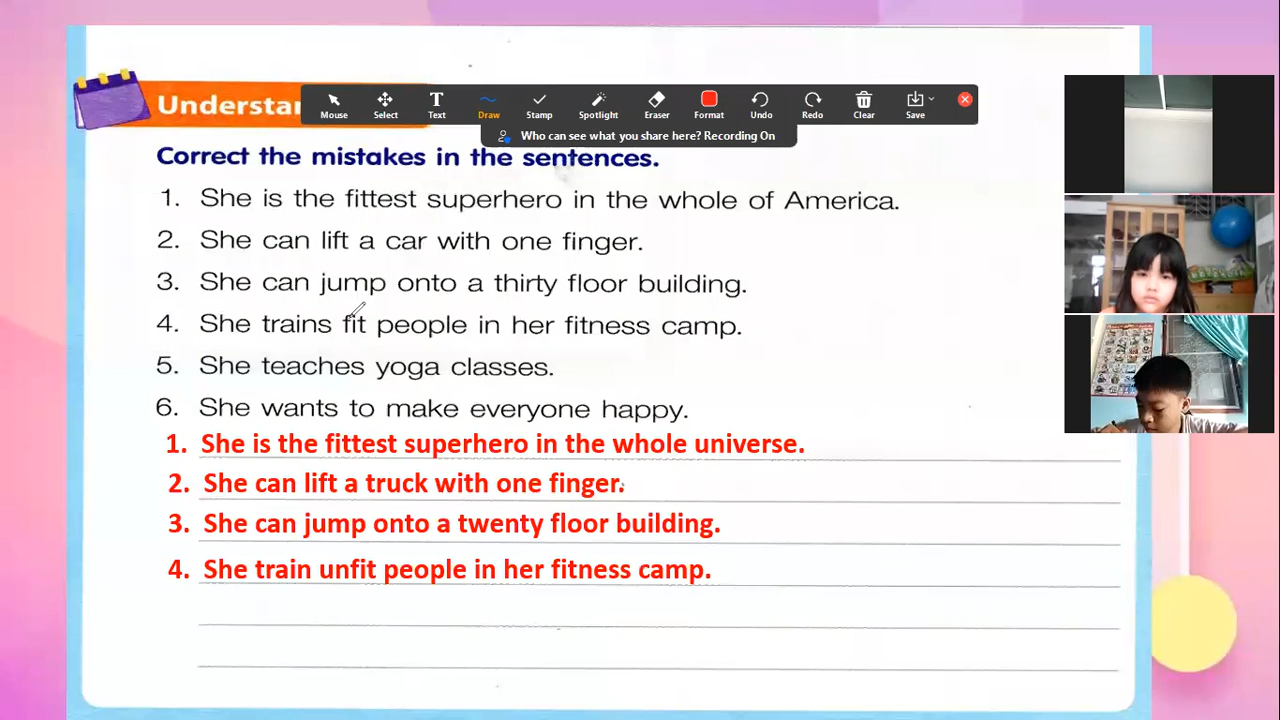 Understan
Mouse Select Text Draw Stamp Spotlight Eraser Format Undo Redo Clear Save
Who can see what you share here? Recording On
Correct the mistakes in the sentences.
1. She is the fittest superhero in the whole of America.
2. She can lift a car with one finger.
3. She can jump onto a thirty floor building.
4. She trains fit people in her fitness camp.
5. She teaches yoga classes.
6. She wants to make everyone happy.
1. She is the fittest superhero in the whole universe.
2. She can lift a truck with one finger.
3. She can jump onto a twenty floor building.
4. She train unfit people in her fitness camp.